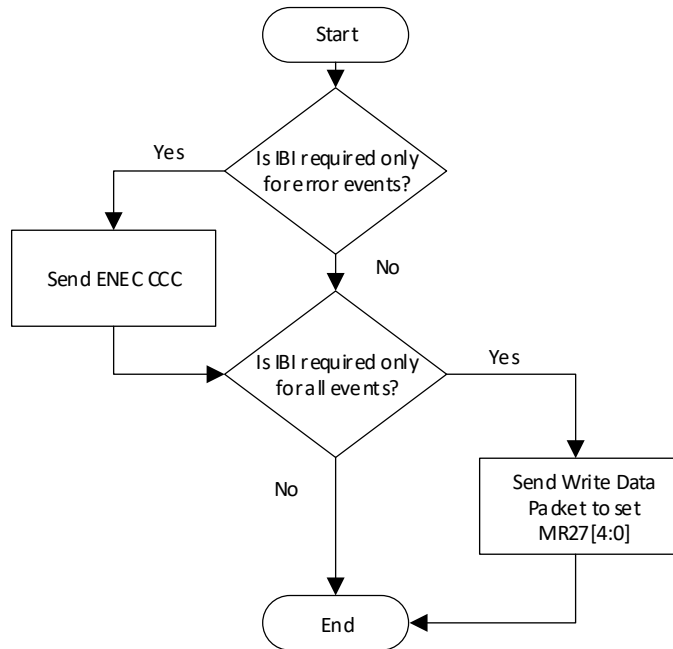 Start
Is IBI required only
for error events?
Yes
Send ENEC CCC
No
Is IBI required only
for all events?
Yes
No
Send Write Data
Packet to set
MR27[4:0]
End